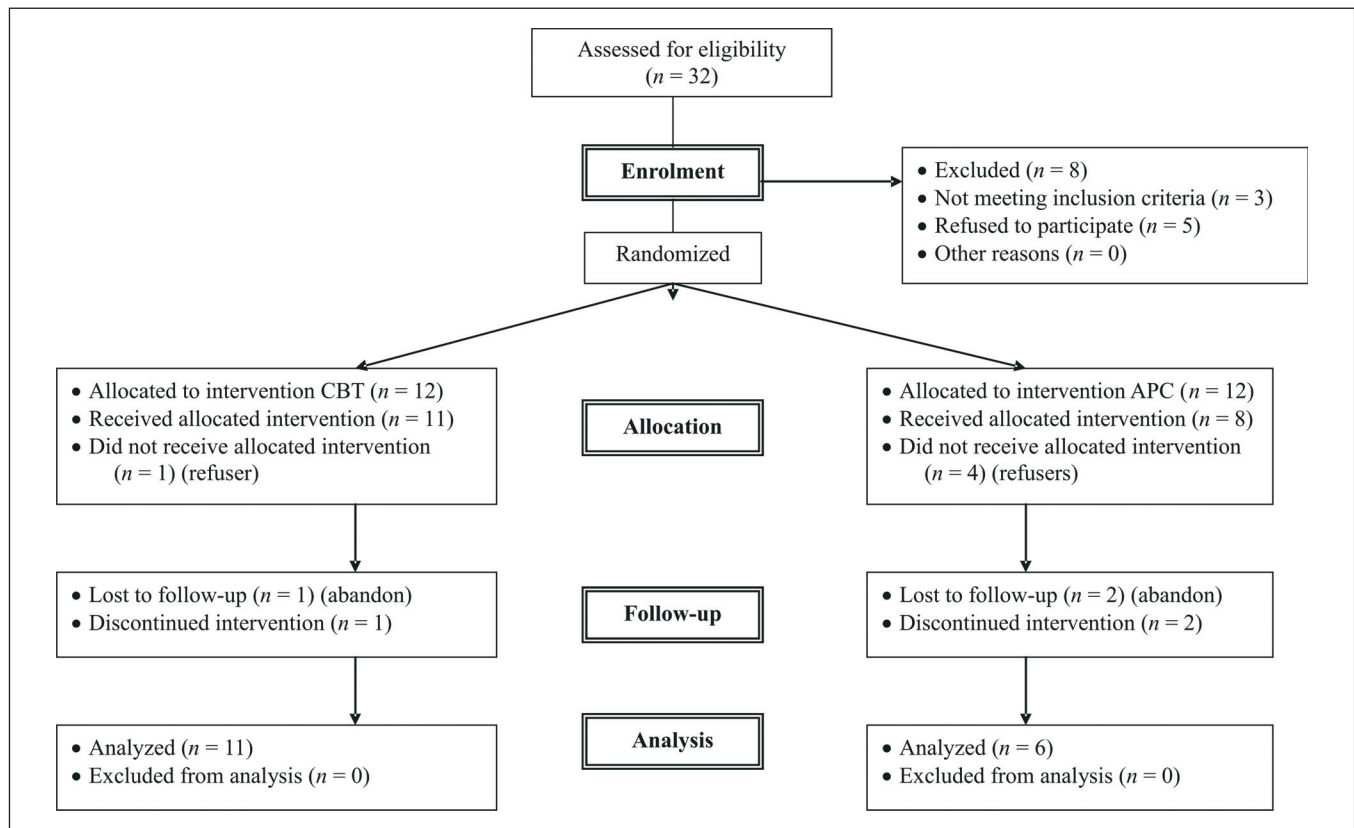 Assessed for eligibility
(n = 32)
Enrolment
• Excluded (n = 8)
• Not meeting inclusion criteria (n = 3)
• Refused to participate (n = 5)
• Other reasons (n = 0)
Randomized
• Allocated to intervention CBT (n = 12)
• Received allocated intervention (n = 11)
• Did not receive allocated intervention
(n = 1) (refuser)
Allocation
• Allocated to intervention APC (n = 12)
• Received allocated intervention (n = 8)
• Did not receive allocated intervention
(n = 4) (refusers)
• Lost to follow-up (n = 1) (abandon)
• Discontinued intervention (n = 1)
Follow-up
• Lost to follow-up (n = 2) (abandon)
• Discontinued intervention (n = 2)
• Analyzed (n = 11)
• Excluded from analysis (n = 0)
Analysis
• Analyzed (n = 6)
• Excluded from analysis (n = 0)